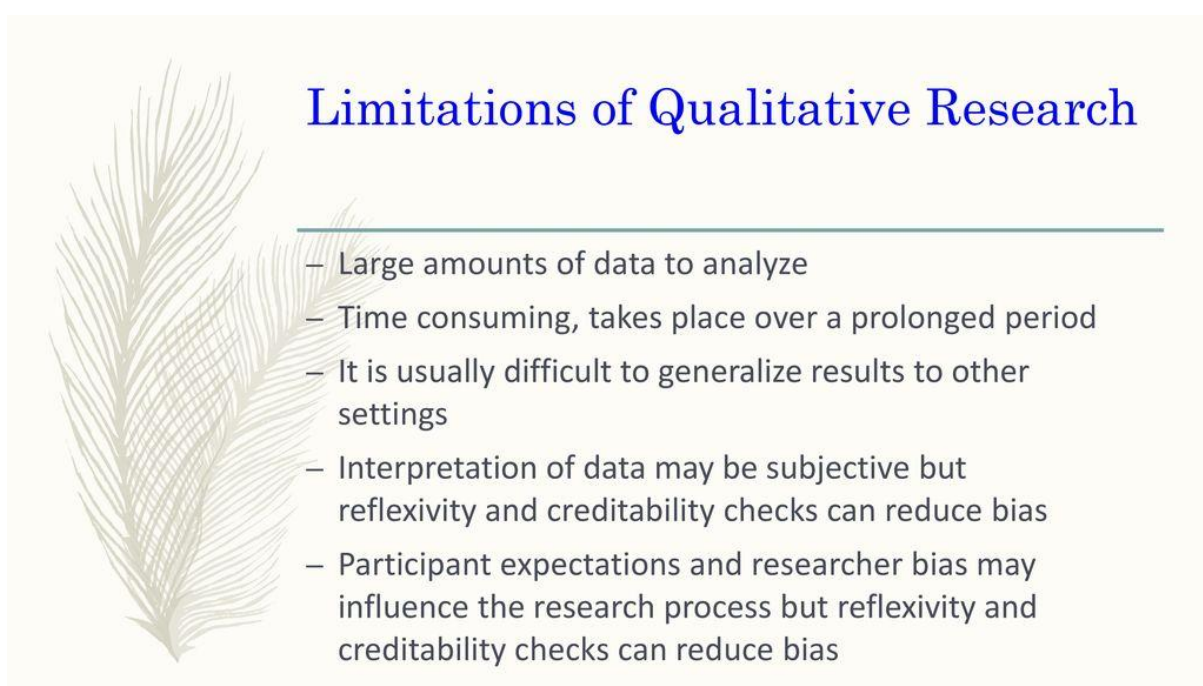 Limitations of Qualitative Research
– Large amounts of data to analyze
– Time consuming, takes place over a prolonged period
– It is usually difficult to generalize results to other
settings
– Interpretation of data may be subjective but
reflexivity and creditability checks can reduce bias
– Participant expectations and researcher bias may
influence the research process but reflexivity and
creditability checks can reduce bias